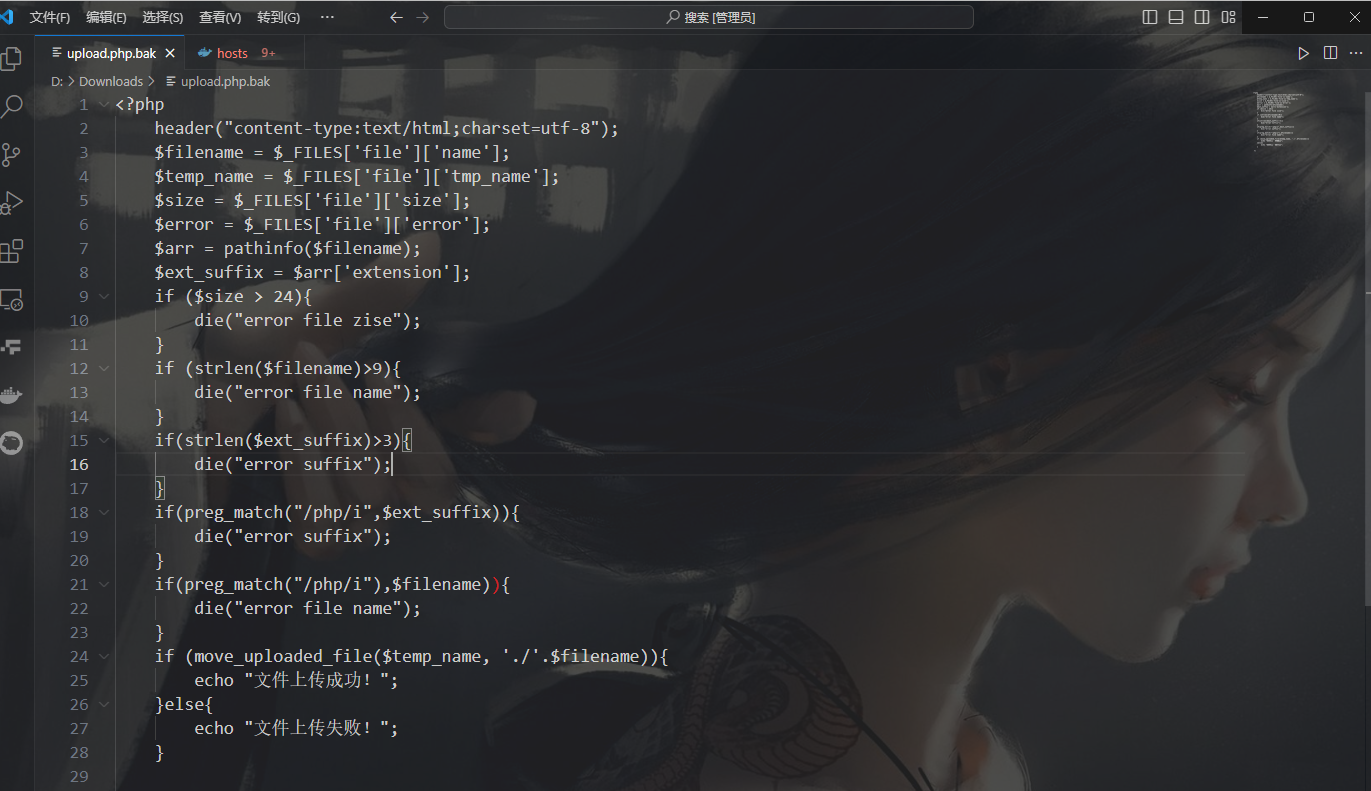 文件(F) 编辑(E) 选择(S) 查看(V) 转到(G) ··· 搜索 [管理员]
upload.php.bak hosts 9+
D: > Downloads > upload.php.bak
1 <?php
2 header("content-type:text/html;charset=utf-8");
3 $filename = $_FILES['file']['name'];
4 $temp_name = $_FILES['file']['tmp_name'];
5 $size = $_FILES['file']['size'];
6 $error = $_FILES['file']['error'];
7 $arr = pathinfo($filename);
8 $ext_suffix = $arr['extension'];
9 if ($size > 24){
10 die("error file zise");
11 }
12 if (strlen($filename)>9){
13 die("error file name");
14 }
15 if(strlen($ext_suffix)>3){
16 die("error suffix");
17 }
18 if(preg_match("/php/i",$ext_suffix)){
19 die("error suffix");
20 }
21 if(preg_match("/php/i"),$filename)){
22 die("error file name");
23 }
24 if (move_uploaded_file($temp_name, './'.$filename)){
25 echo "文件上传成功！";
26 }else{
27 echo "文件上传失败！";
28 }
29